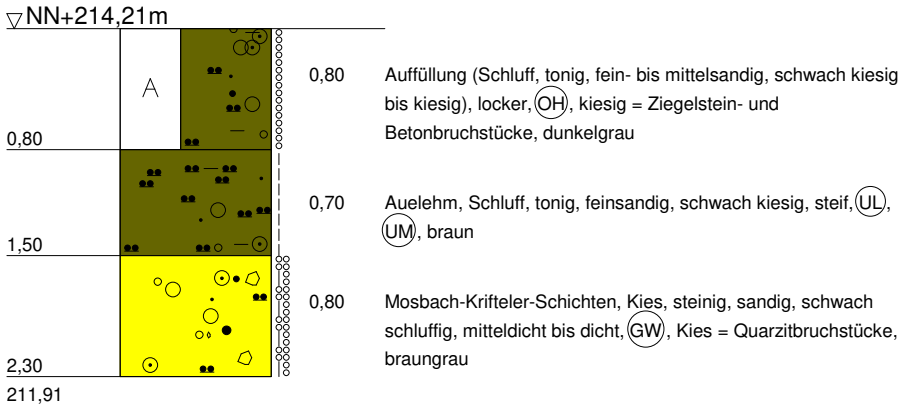 ▽NN+214,21m
A
0,80
0,80 Auffüllung (Schluff, tonig, fein- bis mittelsandig, schwach kiesig
bis kiesig), locker, OH, kiesig = Ziegelstein- und
Betonbruchstücke, dunkelgrau
0,70 Auelehm, Schluff, tonig, feinsandig, schwach kiesig, steif, UL,
UM, braun
1,50
0,80 Mosbach-Krifteler-Schichten, Kies, steinig, sandig, schwach
schluffig, mitteldicht bis dicht, GW, Kies = Quarzitbruchstücke,
braungrau
2,30
211,91